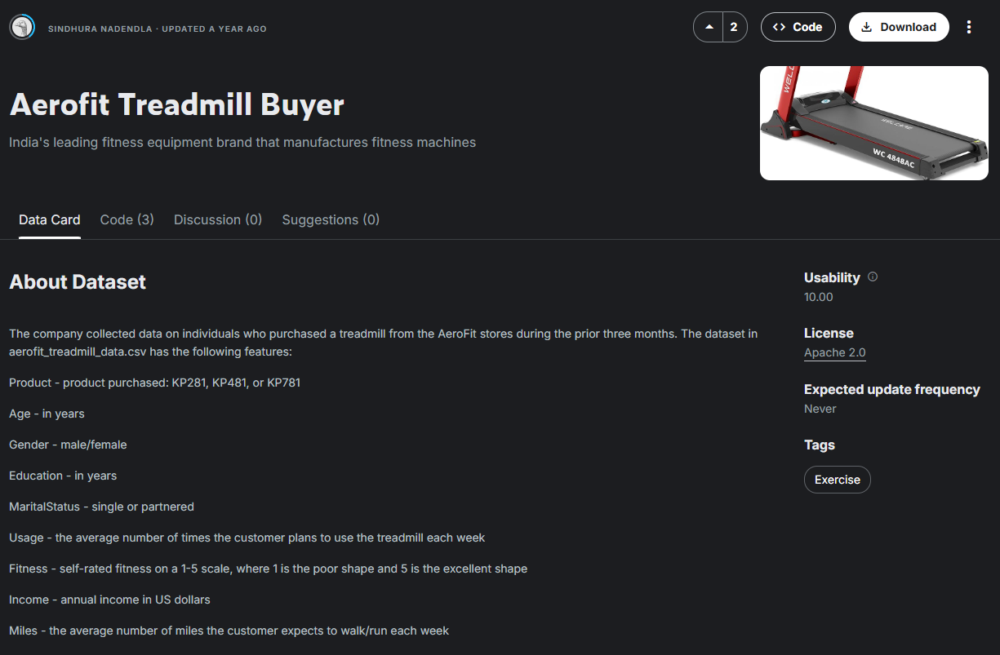 SINDHURA NADENDLA · UPDATED A YEAR AGO
2
<> Code
Download
Aerofit Treadmill Buyer
India's leading fitness equipment brand that manufactures fitness machines
WELCARE
WC 4848AC
Data Card
Code (3)
Discussion (0)
Suggestions (0)
About Dataset
The company collected data on individuals who purchased a treadmill from the AeroFit stores during the prior three months. The dataset in
aerofit_treadmill_data.csv has the following features:
Product - product purchased: KP281, KP481, or KP781
Age - in years
Gender - male/female
Education - in years
MaritalStatus - single or partnered
Usage - the average number of times the customer plans to use the treadmill each week
Fitness - self-rated fitness on a 1-5 scale, where 1 is the poor shape and 5 is the excellent shape
Income - annual income in US dollars
Miles - the average number of miles the customer expects to walk/run each week
Usability
10.00
License
Apache 2.0
Expected update frequency
Never
Tags
Exercise